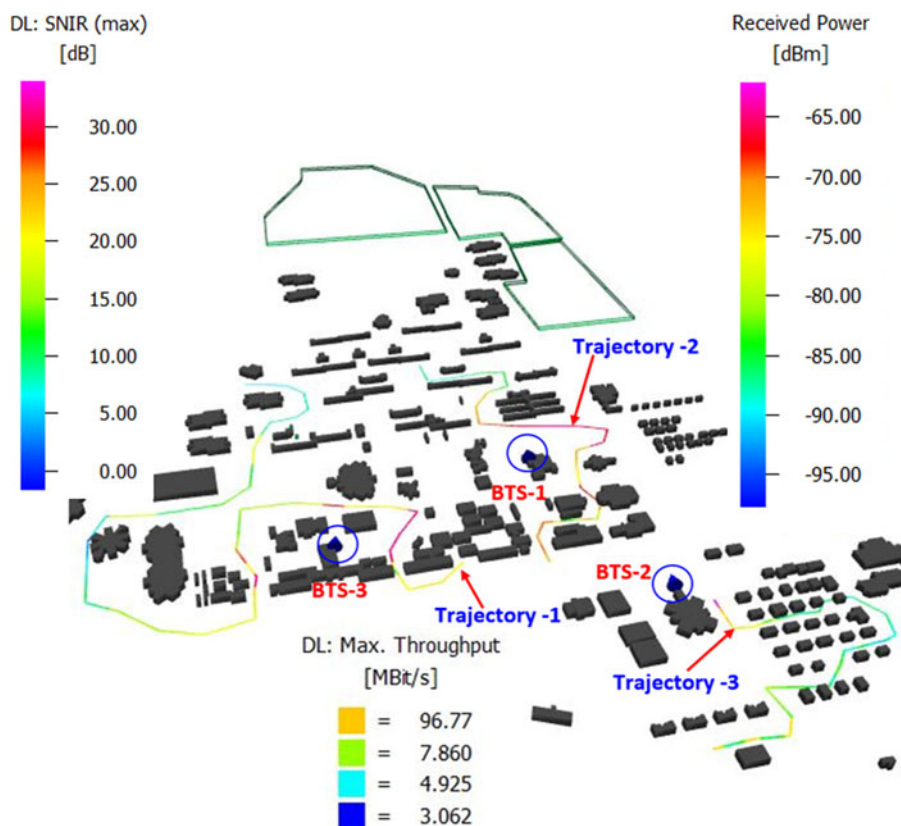 DL: SNIR (max)
[dB]
30.00
25.00
20.00
15.00
10.00
5.00
0.00
Received Power
[dBm]
-65.00
-70.00
-75.00
-80.00
-85.00
-90.00
-95.00
Trajectory -2
BTS-1
BTS-2
BTS-3
Trajectory -1
Trajectory -3
DL: Max. Throughput
[MBit/s]
= 96.77
= 7.860
= 4.925
= 3.062